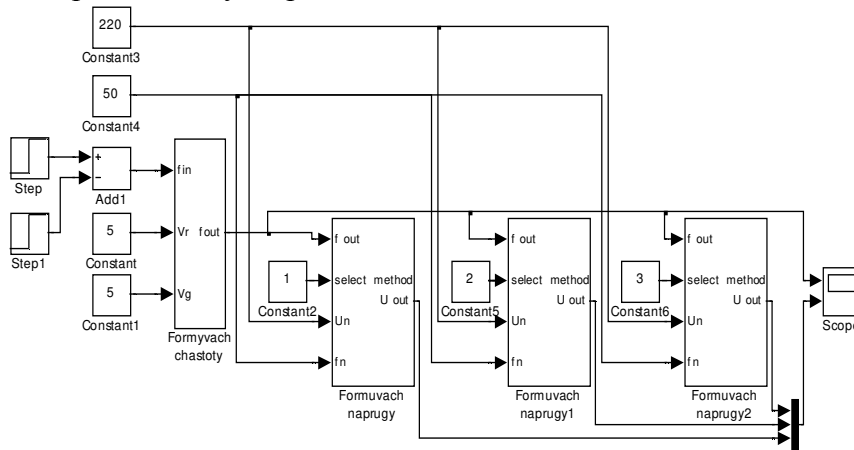 220
Constant3
50
Constant4
Step
+
−
Add1
Step1
5
Constant
5
Constant1
fin
Vr fout
Vg
Formyvach
chastoty
1
Constant2
f out
select method
U out
Un
fn
Formuvach
naprugy
2
Constant5
f out
select method
U out
Un
fn
Formuvach
naprugy1
3
Constant6
f out
select method
U out
Un
fn
Formuvach
naprugy2